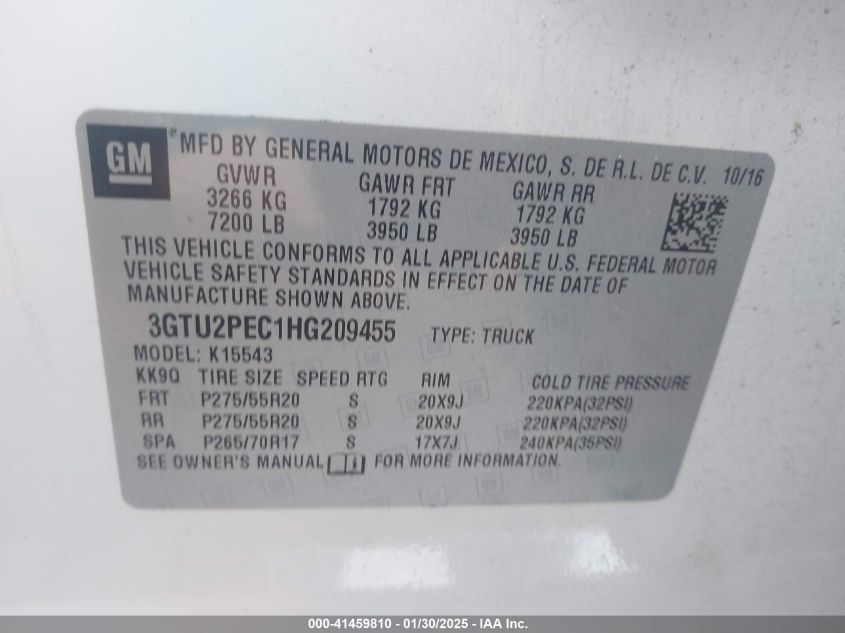 GM ® MFD BY GENERAL MOTORS DE MEXICO, S. DE R.L. DE C.V. 10/16
GVWR GAWR FRT GAWR RR
3266 KG 1792 KG 1792 KG
7200 LB 3950 LB 3950 LB
THIS VEHICLE CONFORMS TO ALL APPLICABLE U.S. FEDERAL MOTOR
VEHICLE SAFETY STANDARDS IN EFFECT ON THE DATE OF
MANUFACTURE SHOWN ABOVE.
3GTU2PEC1HG209455 TYPE: TRUCK
MODEL: K15543
KK9Q TIRE SIZE SPEED RTG RIM COLD TIRE PRESSURE
FRT P275/55R20 S 20X9J 220KPA(32PSI)
RR P275/55R20 S 20X9J 220KPA(32PSI)
SPA P265/70R17 S 17X7J 240KPA(35PSI)
SEE OWNER'S MANUAL FOR MORE INFORMATION.
000-41459810 - 01/30/2025 - IAA Inc.